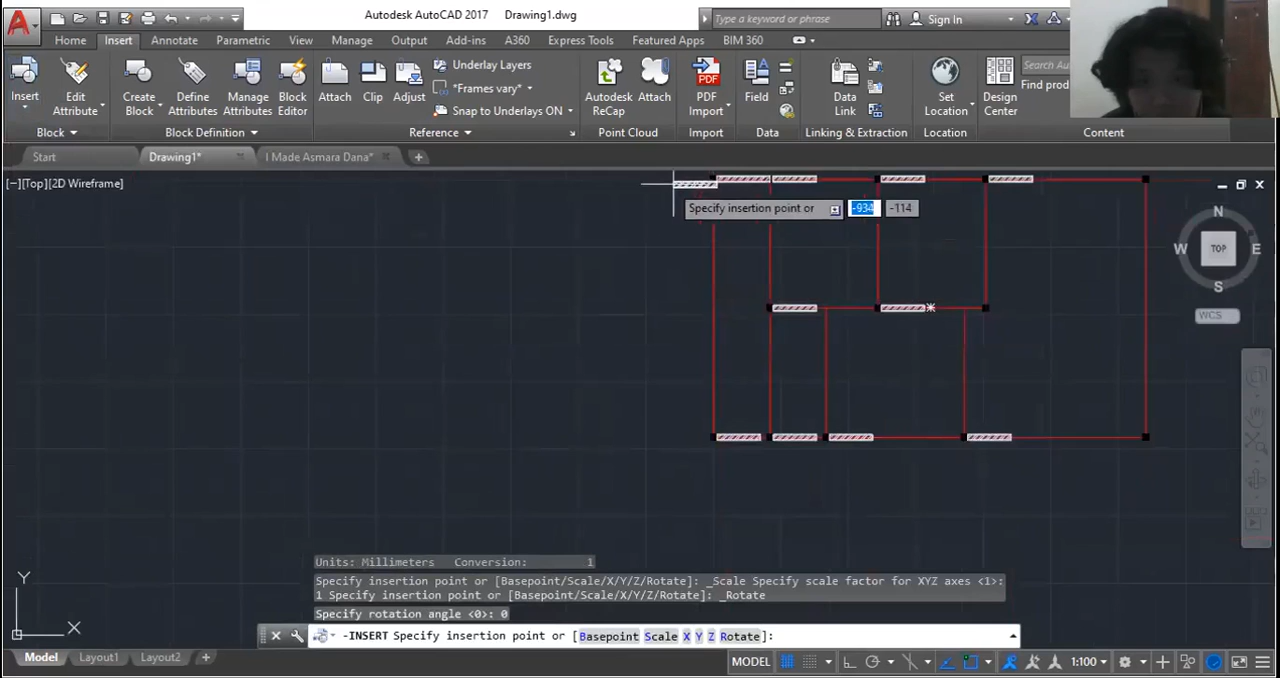 Autodesk AutoCAD 2017 Drawing1.dwg
Type a keyword or phrase
Sign In
Home Insert Annotate Parametric View Manage Output Add-ins A360 Express Tools Featured Apps BIM 360
Insert
Edit Attribute
Create Block
Define Attributes
Manage Attributes
Block Editor
Attach
Clip
Adjust
Underlay Layers
*Frames vary*
Snap to Underlays ON
Autodesk ReCap
Attach
PDF Import
Field
Data Link
Set Location
Design Center
Search Aut
Find produ
Block Block Definition Reference Point Cloud Import Data Linking & Extraction Location Content
Start Drawing1* I Made Asmara Dana*
[−][Top][2D Wireframe]
N
W TOP E
S
WCS
Specify insertion point or -934 -114
Units: Millimeters Conversion: 1
Specify insertion point or [Basepoint/Scale/X/Y/Z/Rotate]: _Scale Specify scale factor for XYZ axes <1>:
1 Specify insertion point or [Basepoint/Scale/X/Y/Z/Rotate]: _Rotate
Specify rotation angle <0>: 0
-INSERT Specify insertion point or [Basepoint Scale X Y Z Rotate]:
Y
X
Model Layout1 Layout2 +
MODEL 1:100